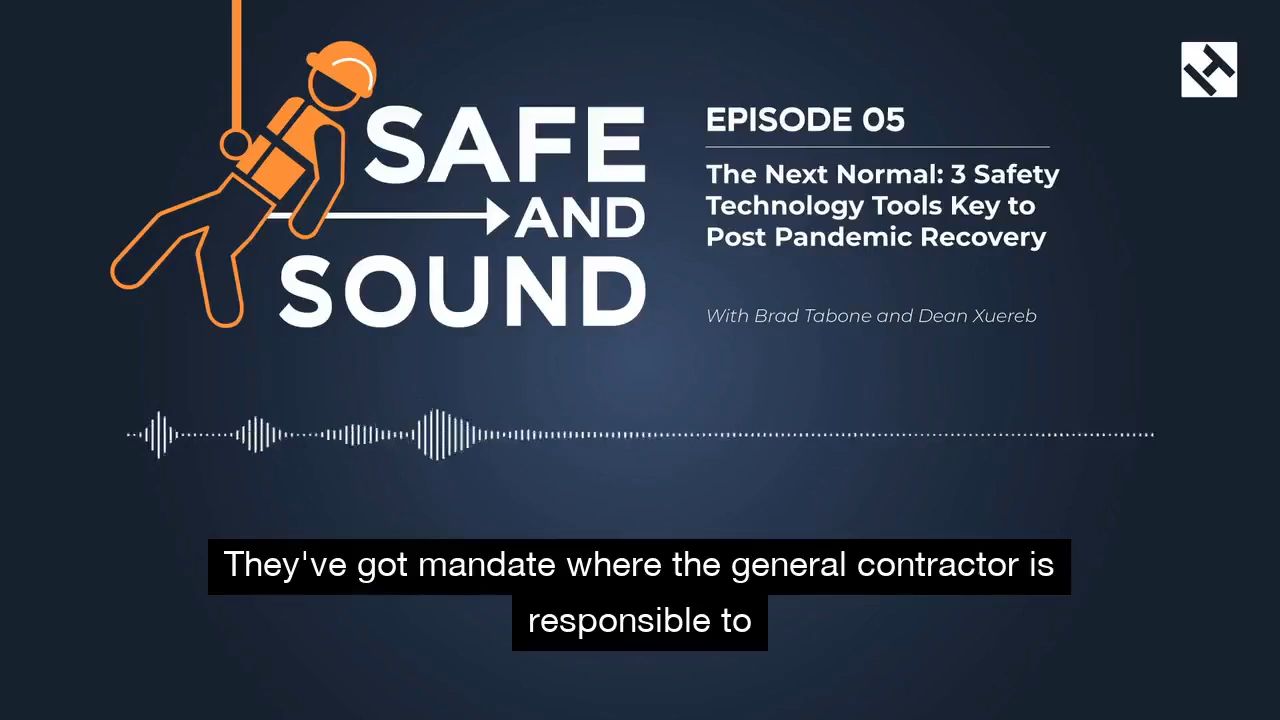 SAFE
AND
SOUND
EPISODE 05
The Next Normal: 3 Safety
Technology Tools Key to
Post Pandemic Recovery
With Brad Tabone and Dean Xuereb
They've got mandate where the general contractor is
responsible to